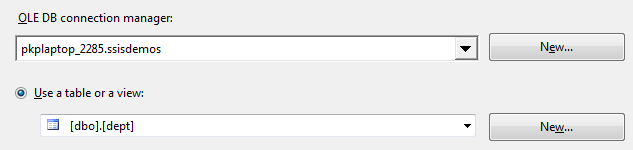 OLE DB connection manager:
pkplaptop_2285.ssisdemos
New...
Use a table or a view:
[dbo].[dept]
New...